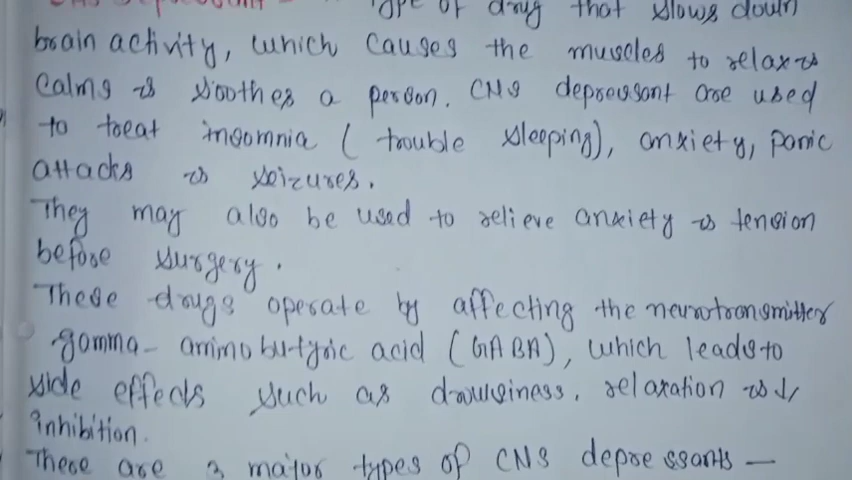 CNS Depressant - type of drug that slows down
brain activity, which causes the muscles to relax &
calms & soothes a person. CNS depressant are used
to treat insomnia ( trouble sleeping), anxiety, panic
attacks & seizures.
They may also be used to relieve anxiety & tension
before surgery.
These drugs operate by affecting the neurotransmitter
gamma- aminobutyric acid (GABA), which leads to
side effects such as drowsiness, relaxation & ↓
inhibition.
There are 3 major types of CNS depressants —